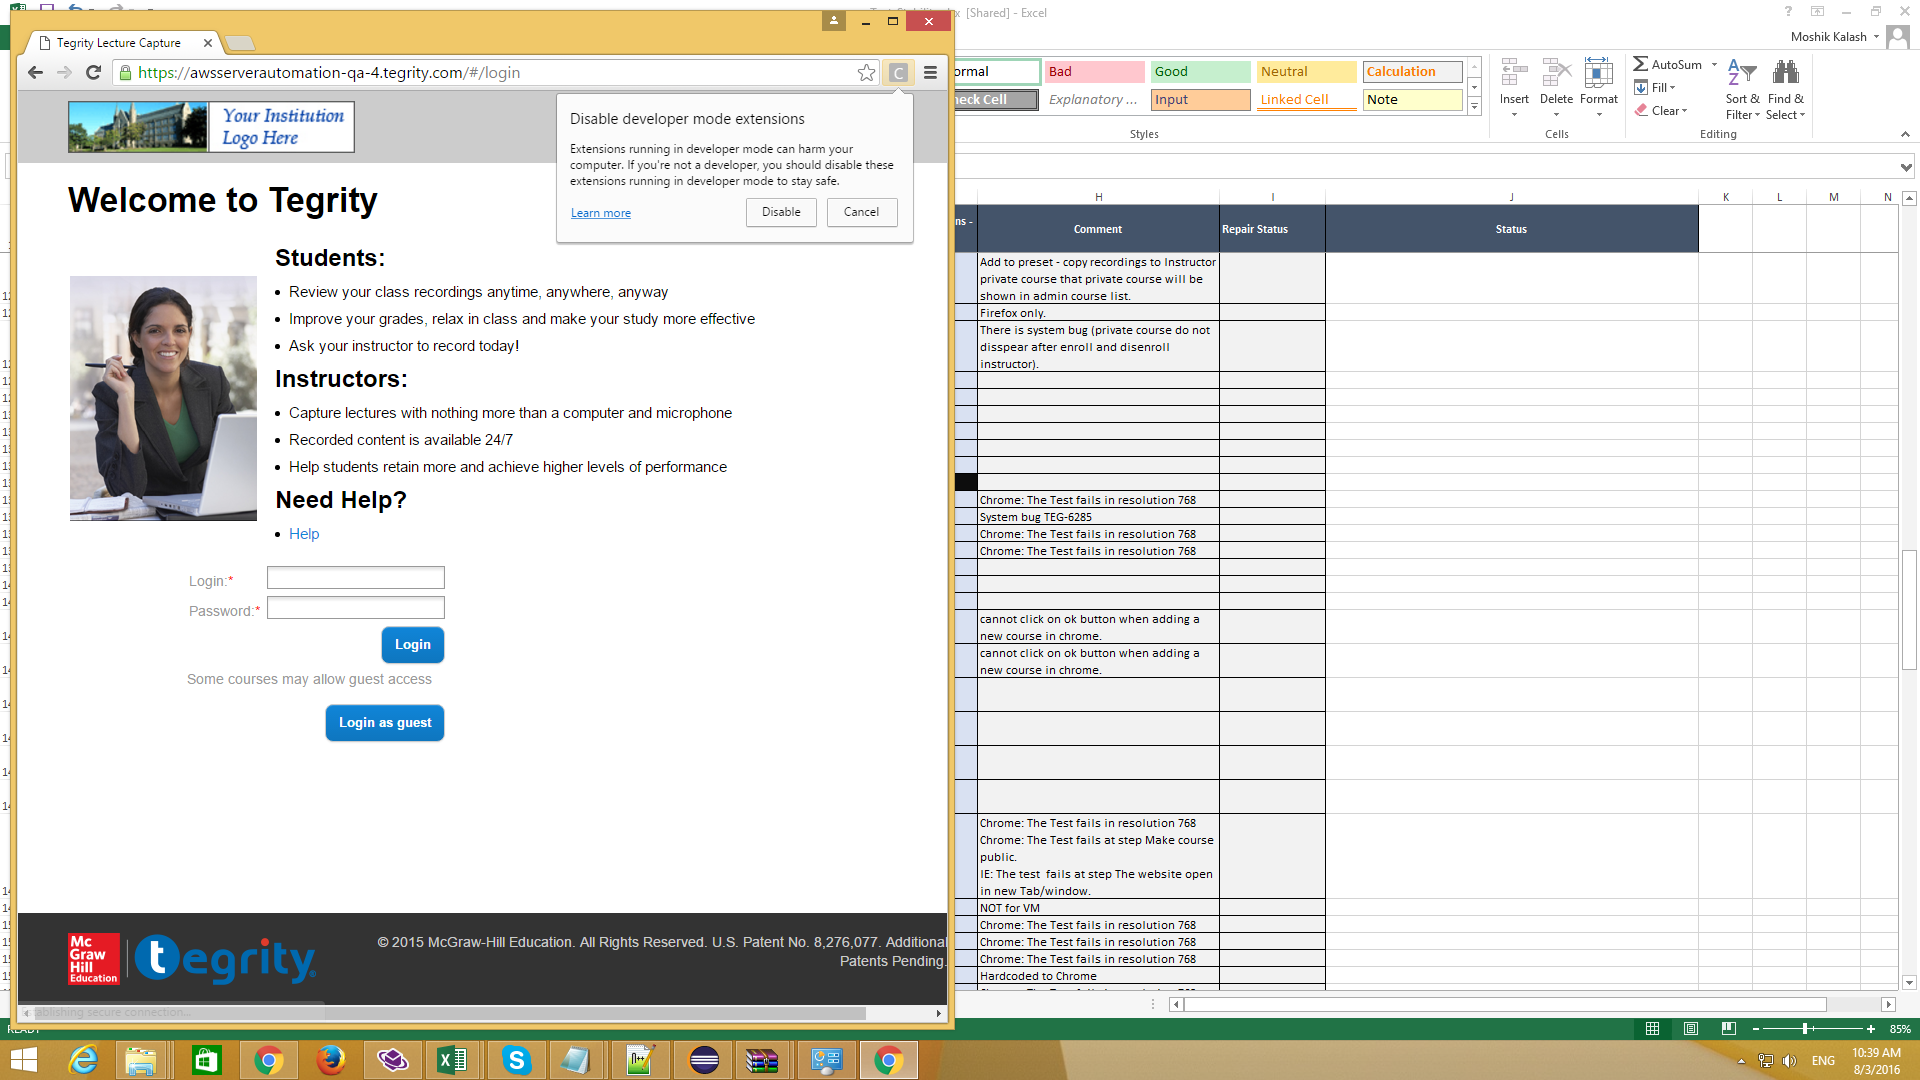 Tegrity Lecture Capture
https://awsserverautomation-qa-4.tegrity.com/#/login
Your Institution
Logo Here
Disable developer mode extensions
Extensions running in developer mode can harm your
computer. If you're not a developer, you should disable these
extensions running in developer mode to stay safe.
Learn more
Disable
Cancel
Welcome to Tegrity
Students:
Review your class recordings anytime, anywhere, anyway
Improve your grades, relax in class and make your study more effective
Ask your instructor to record today!
Instructors:
Capture lectures with nothing more than a computer and microphone
Recorded content is available 24/7
Help students retain more and achieve higher levels of performance
Need Help?
Help
Login:*
Password:*
Login
Some courses may allow guest access
Login as guest
Mc
Graw
Hill
Education
tegrity
© 2015 McGraw-Hill Education. All Rights Reserved. U.S. Patent No. 8,276,077. Additional
Patents Pending.
Establishing secure connection...
READY
[Shared] - Excel
Moshik Kalash
Bad
Good
Neutral
Calculation
Explanatory ...
Input
Linked Cell
Note
Styles
Insert
Delete
Format
Cells
AutoSum
Fill
Clear
Sort &
Filter
Find &
Select
Editing
H I J K L M N
Comment
Repair Status
Status
Add to preset - copy recordings to Instructor
private course that private course will be
shown in admin course list.
Firefox only.
There is system bug (private course do not
disspear after enroll and disenroll
instructor).
Chrome: The Test fails in resolution 768
System bug TEG-6285
Chrome: The Test fails in resolution 768
Chrome: The Test fails in resolution 768
cannot click on ok button when adding a
new course in chrome.
cannot click on ok button when adding a
new course in chrome.
Chrome: The Test fails in resolution 768
Chrome: The Test fails at step Make course
public.
IE: The test fails at step The website open
in new Tab/window.
NOT for VM
Chrome: The Test fails in resolution 768
Chrome: The Test fails in resolution 768
Chrome: The Test fails in resolution 768
Hardcoded to Chrome
85%
ENG
10:39 AM
8/3/2016